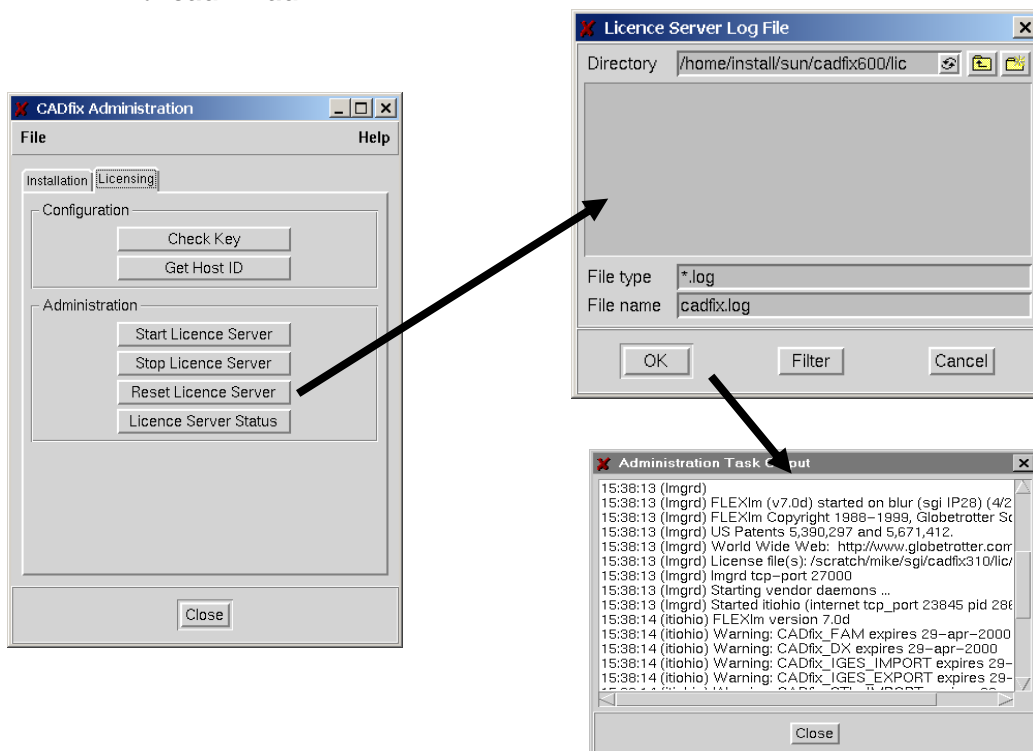 CADfix Administration
File Help
Installation Licensing
Configuration
Check Key
Get Host ID
Administration
Start Licence Server
Stop Licence Server
Reset Licence Server
Licence Server Status
Close
Licence Server Log File
Directory /home/install/sun/cadfix600/lic
File type *.log
File name cadfix.log
OK Filter Cancel
Administration Task
15:38:13 (lmgrd)
15:38:13 (lmgrd) FLEXlm (v7.0d) started on blur (sgi IP28) (4/2
15:38:13 (lmgrd) FLEXlm Copyright 1988-1999, Globetrotter
15:38:13 (lmgrd) US Patents 5,390,297 and 5,671,412.
15:38:13 (lmgrd) World Wide Web: http://www.globetrotter.com
15:38:13 (lmgrd) License file(s): /scratch/mike/sgi/cadfix310/lic/
15:38:13 (lmgrd) lmgrd tcp-port 27000
15:38:13 (lmgrd) Starting vendor daemons ...
15:38:13 (lmgrd) Started itiohio (internet tcp_port 23845 pid
15:38:14 (itiohio) FLEXlm version 7.0d
15:38:14 (itiohio) Warning: CADfix_FAM expires 29-apr-2000
15:38:14 (itiohio) Warning: CADfix_DX expires 29-apr-2000
15:38:14 (itiohio) Warning: CADfix_IGES_IMPORT expires 29-
15:38:14 (itiohio) Warning: CADfix_IGES_EXPORT expires 29-
Close